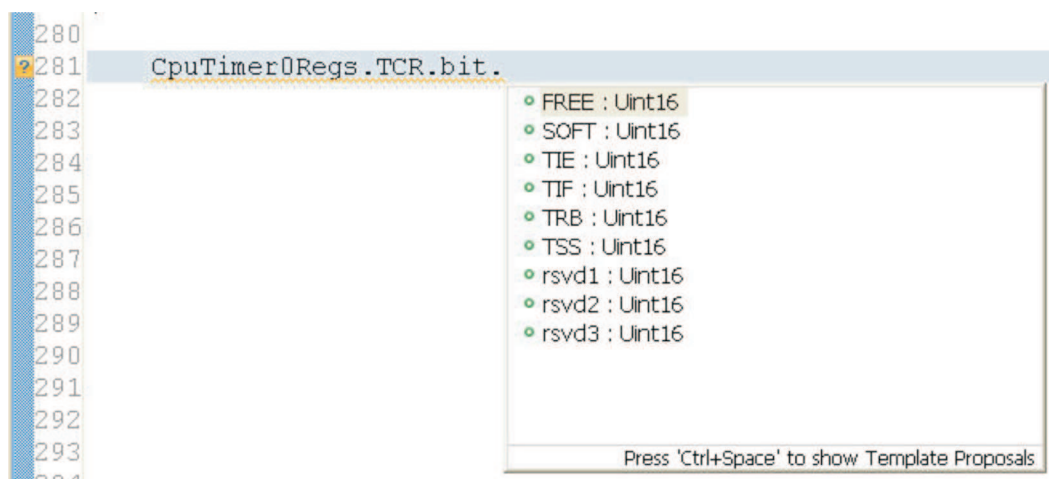 280
281 CpuTimer0Regs.TCR.bit.
282 FREE : Uint16
283 SOFT : Uint16
284 TIE : Uint16
285 TIF : Uint16
286 TRB : Uint16
287 TSS : Uint16
288 rsvd1 : Uint16
289 rsvd2 : Uint16
290 rsvd3 : Uint16
291
292
293 Press 'Ctrl+Space' to show Template Proposals